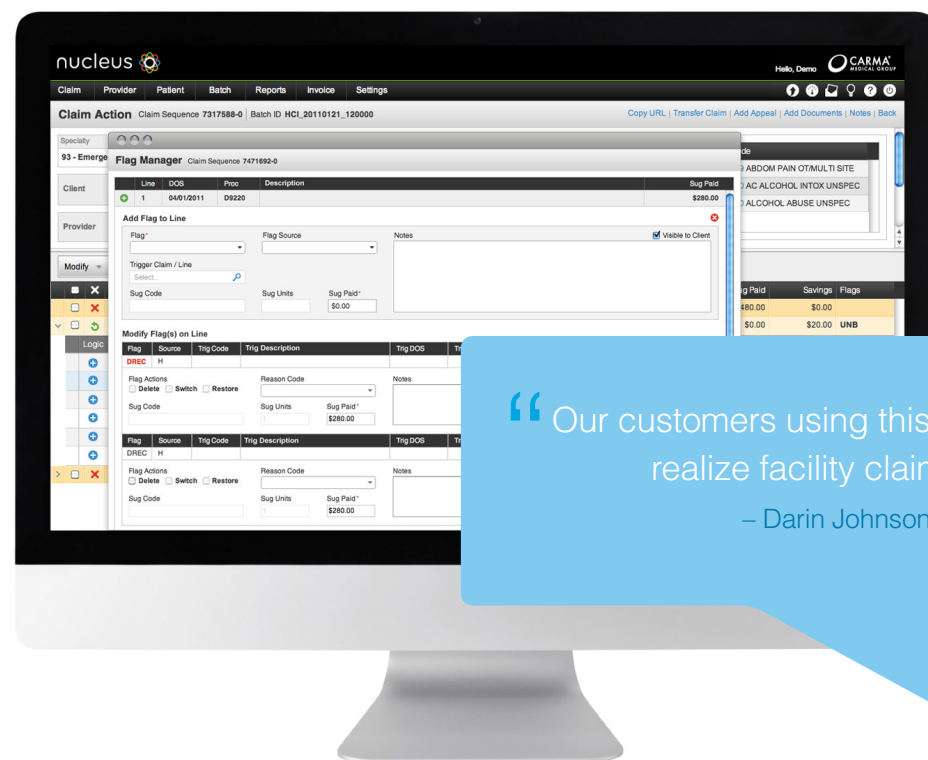 nucleus
Hello, Demo
CARMA
MEDICAL GROUP
Claim Provider Patient Batch Reports Invoice Settings
Claim Action Claim Sequence 7317588-0 Batch ID HCI_20110121_120000
Copy URL | Transfer Claim | Add Appeal | Add Documents | Notes | Back
Specialty
93 - Emerge
Client
Provider
Modify
Logic
Flag Manager Claim Sequence 7471692-0
Line DOS Proc Description Sug Paid
1 04/01/2011 D9220 $280.00
Add Flag to Line
Flag* Flag Source Notes Visible to Client
Trigger Claim / Line
Select...
Sug Code Sug Units Sug Paid*
$0.00
Modify Flag(s) on Line
Flag Source Trig Code Trig Description Trig DOS
DREC H
Flag Actions Reason Code Notes
Delete Switch Restore
Sug Code Sug Units Sug Paid*
1 $280.00
Flag Source Trig Code Trig Description Trig DOS
DREC H
Flag Actions Reason Code Notes
Delete Switch Restore
Sug Code Sug Units Sug Paid*
1 $280.00
ABDOM PAIN OT/MULTI SITE
AC ALCOHOL INTOX UNSPEC
ALCOHOL ABUSE UNSPEC
Paid Savings Flags
$0.00
$0.00 $20.00 UNB
“ Our customers using this
realize facility clai
– Darin Johnson